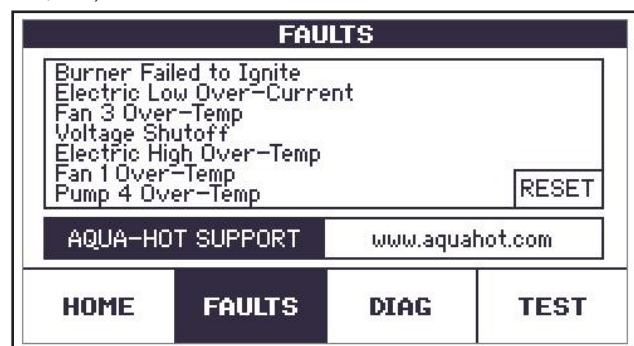 FAULTS
Burner Failed to Ignite
Electric Low Over-Current
Fan 3 Over-Temp
Voltage Shutoff
Electric High Over-Temp
Fan 1 Over-Temp
Pump 4 Over-Temp
RESET
AQUA-HOT SUPPORT www.aquahot.com
HOME FAULTS DIAG TEST